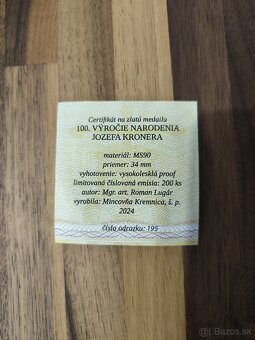 Certifikát na zlatú medailu
100. VÝROČIE NARODENIA
JOZEFA KRONERA
materiál: MS90
priemer: 34 mm
vyhotovenie: vysokolesklá proof
limitovaná číslovaná emisia: 200 ks
autor: Mgr. art. Roman Lugár
vyrobila: Mincovňa Kremnica, š. p.
2024
číslo odrazku: 195
bazos.sk